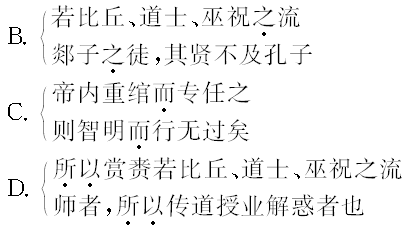 B. 若比丘、道士、巫祝之流
郯子之徒,其贤不及孔子
C. 帝内重绾而专任之
则智明而行无过矣
D. 所以赏赉若比丘、道士、巫祝之流
师者,所以传道授业解惑者也